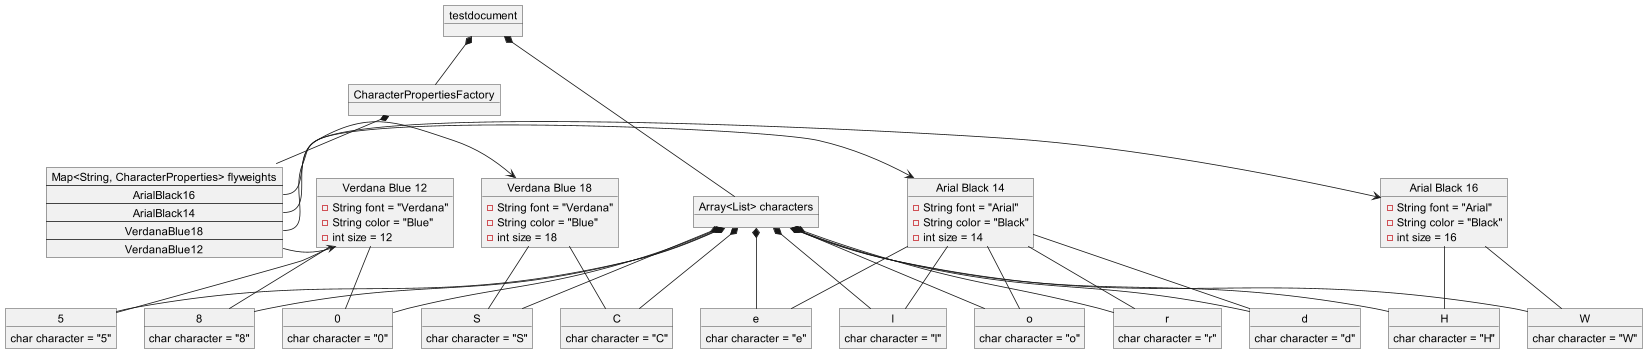 testdocument
CharacterPropertiesFactory
Map<String, CharacterProperties> flyweights
ArialBlack16
ArialBlack14
VerdanaBlue18
VerdanaBlue12
Verdana Blue 12
String font = "Verdana"
String color = "Blue"
int size = 12
Verdana Blue 18
String font = "Verdana"
String color = "Blue"
int size = 18
Array<List> characters
Arial Black 14
String font = "Arial"
String color = "Black"
int size = 14
Arial Black 16
String font = "Arial"
String color = "Black"
int size = 16
5
char character = "5"
8
char character = "8"
0
char character = "0"
S
char character = "S"
C
char character = "C"
e
char character = "e"
l
char character = "l"
o
char character = "o"
r
char character = "r"
d
char character = "d"
H
char character = "H"
W
char character = "W"